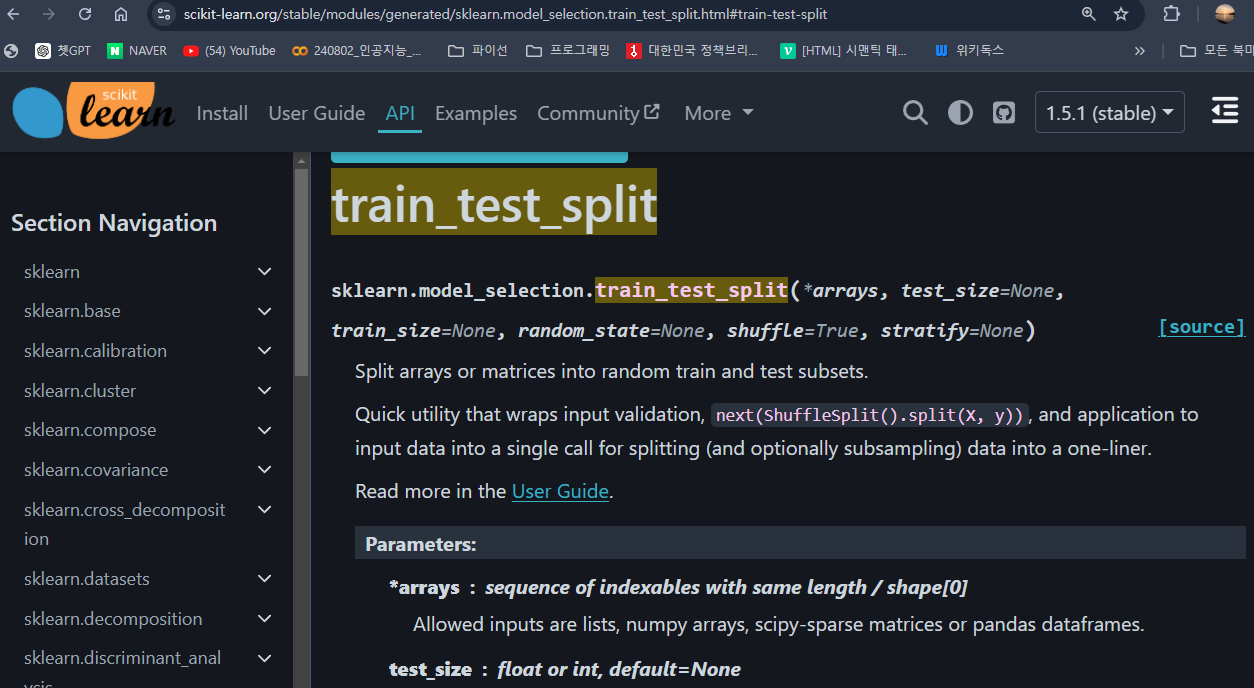 scikit-learn.org/stable/modules/generated/sklearn.model_selection.train_test_split.html#train-test-split
챗GPT
NAVER
(54) YouTube
240802_인공지능_...
파이선
프로그래밍
대한민국 정책브리...
[HTML] 시맨틱 태...
위키독스
»
모든 북마
scikit
learn
Install
User Guide
API
Examples
Community
More
1.5.1 (stable)
Section Navigation
sklearn
sklearn.base
sklearn.calibration
sklearn.cluster
sklearn.compose
sklearn.covariance
sklearn.cross_decomposit
ion
sklearn.datasets
sklearn.decomposition
sklearn.discriminant_anal
ysis
train_test_split
sklearn.model_selection.train_test_split(*arrays, test_size=None,
train_size=None, random_state=None, shuffle=True, stratify=None)
[source]
Split arrays or matrices into random train and test subsets.
Quick utility that wraps input validation, next(ShuffleSplit().split(X, y)), and application to
input data into a single call for splitting (and optionally subsampling) data into a one-liner.
Read more in the User Guide.
Parameters:
*arrays : sequence of indexables with same length / shape[0]
Allowed inputs are lists, numpy arrays, scipy-sparse matrices or pandas dataframes.
test_size : float or int, default=None